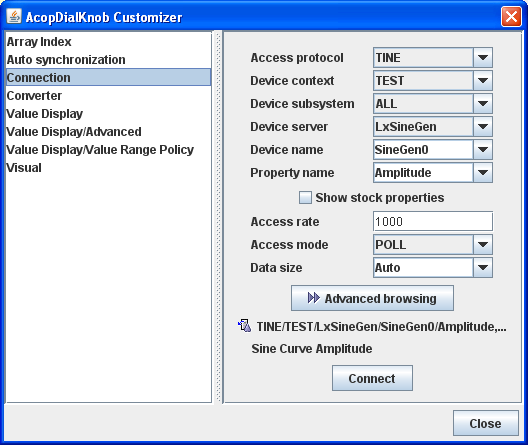 AcopDialKnob Customizer
Array Index
Auto synchronization
Connection
Converter
Value Display
Value Display/Advanced
Value Display/Value Range Policy
Visual
Access protocol TINE
Device context TEST
Device subsystem ALL
Device server LxSineGen
Device name SineGen0
Property name Amplitude
Show stock properties
Access rate 1000
Access mode POLL
Data size Auto
Advanced browsing
TINE/TEST/LxSineGen/SineGen0/Amplitude,...
Sine Curve Amplitude
Connect
Close